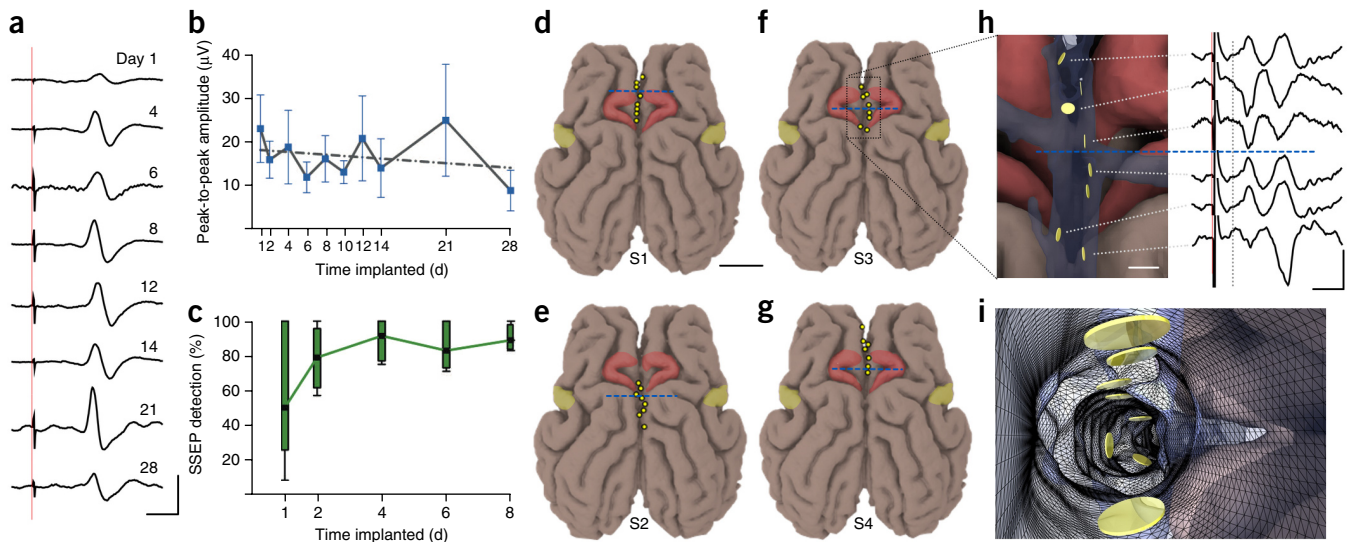 a
Day 1
4
6
8
12
14
21
28
b
Peak-to-peak amplitude (µV)
40
30
20
10
1 2 4 6 8 10 12 14 21 28
Time implanted (d)
c
SSEP detection (%)
100
80
60
40
20
1 2 4 6 8
Time implanted (d)
d
S1
e
S2
f
S3
g
S4
h
i